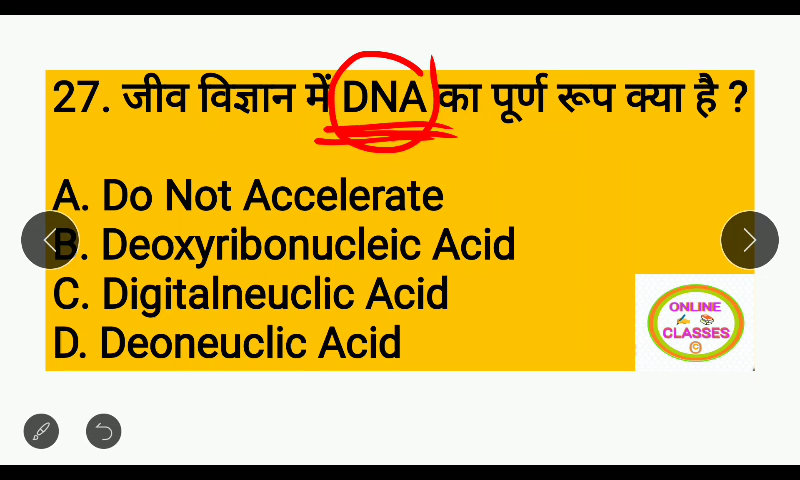 27. जीव विज्ञान में DNA का पूर्ण रूप क्या है ?
A. Do Not Accelerate
B. Deoxyribonucleic Acid
C. Digitalneuclic Acid
D. Deoneuclic Acid
ONLINE
CLASSES